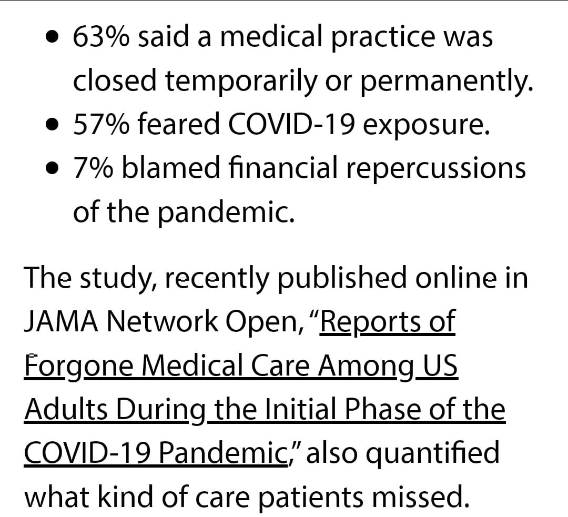 • 63% said a medical practice was
closed temporarily or permanently.
• 57% feared COVID-19 exposure.
• 7% blamed financial repercussions
of the pandemic.
The study, recently published online in
JAMA Network Open, “Reports of
Forgone Medical Care Among US
Adults During the Initial Phase of the
COVID-19 Pandemic,” also quantified
what kind of care patients missed.